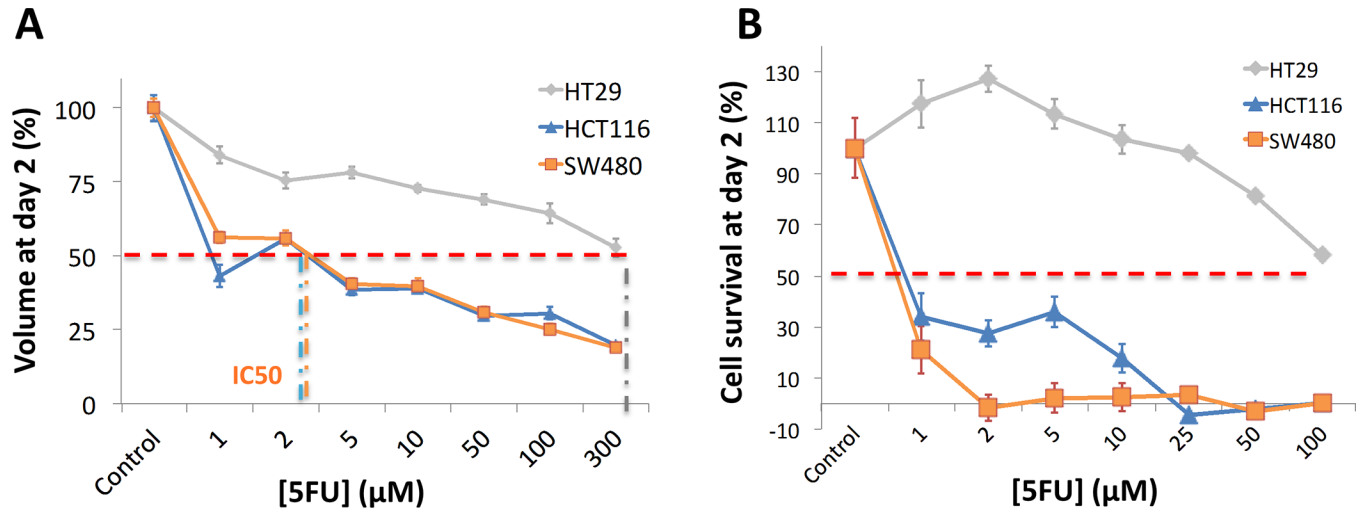 A
Volume at day 2 (%)
100
75
50
25
0
HT29
HCT116
SW480
IC50
Control
1
2
5
10
50
100
300
[5FU] (µM)
B
Cell survival at day 2 (%)
130
110
90
70
50
30
10
-10
HT29
HCT116
SW480
Control
1
2
5
10
25
50
100
[5FU] (µM)